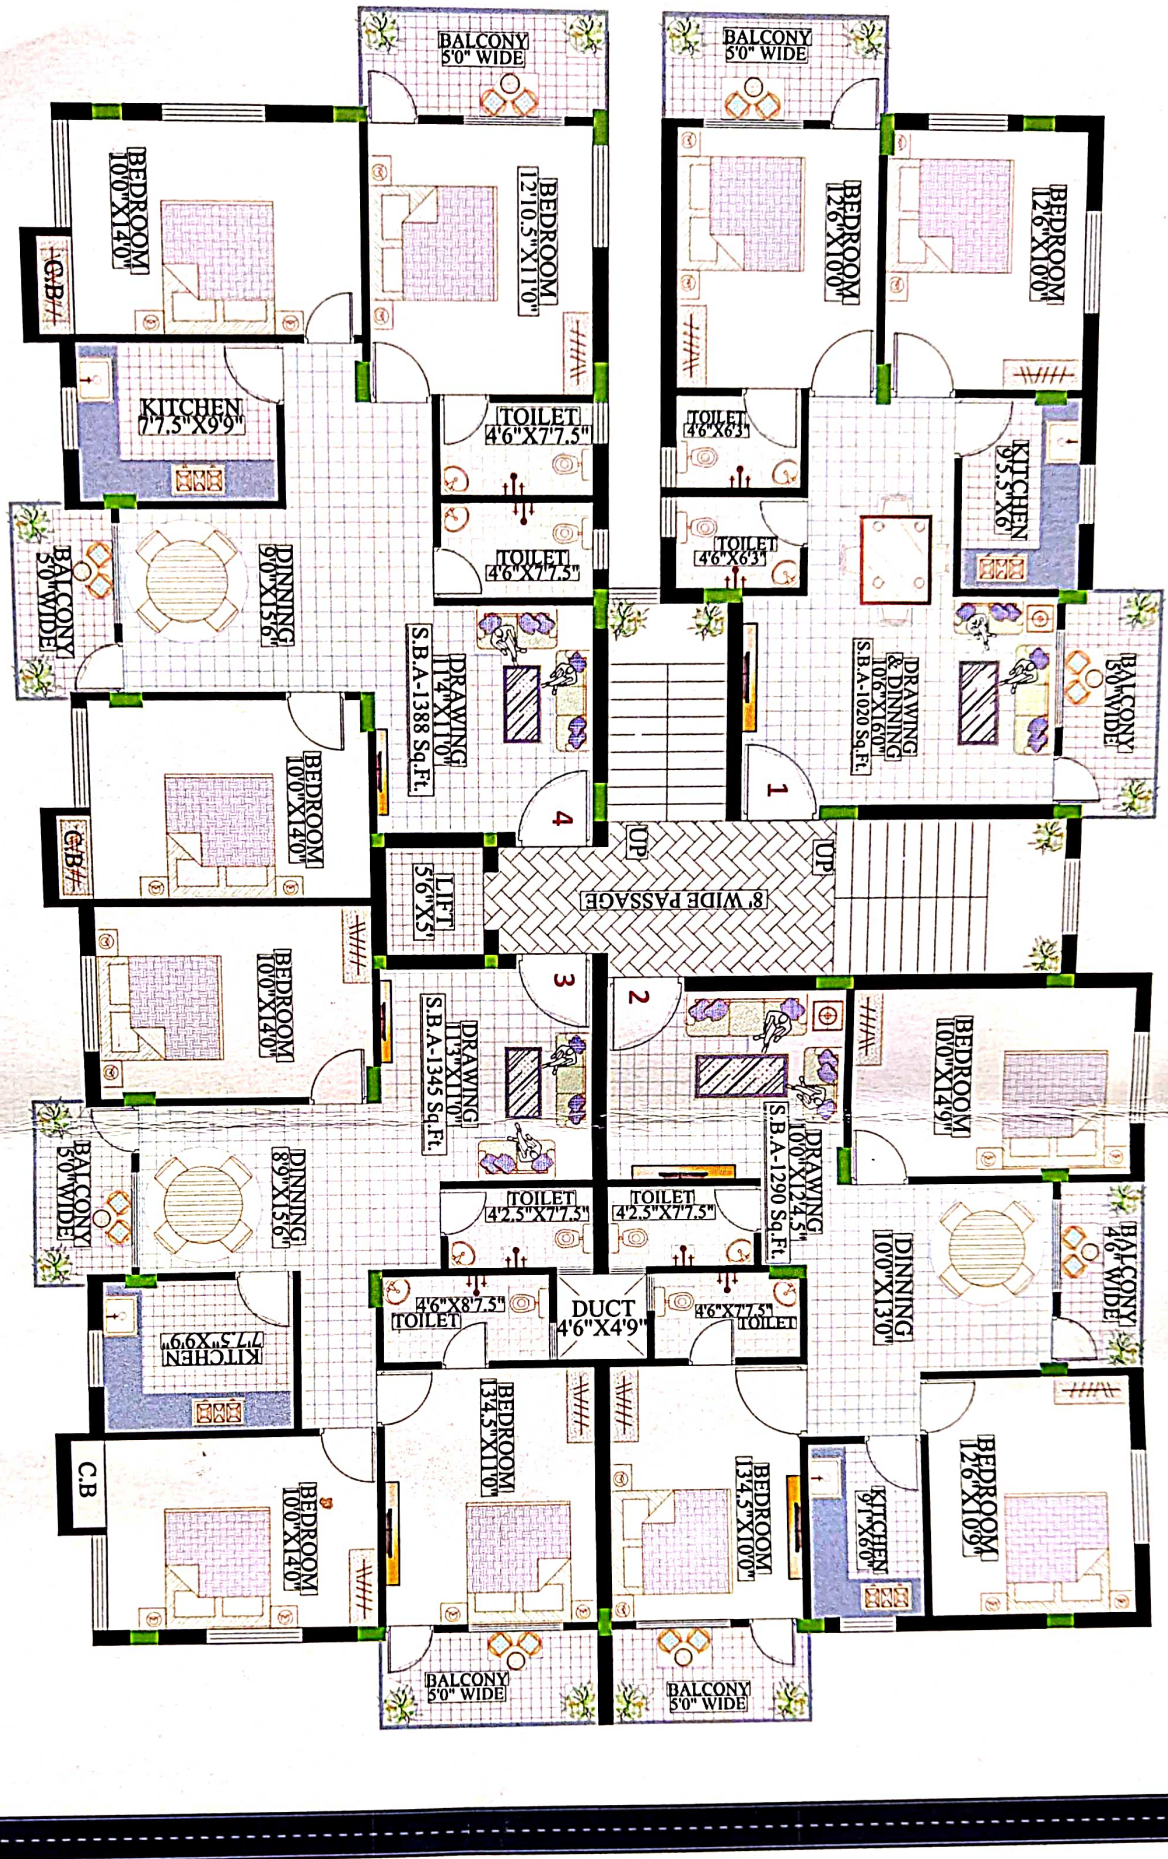 BALCONY
5'0" WIDE
BALCONY
5'0" WIDE
BEDROOM
10'0"X14'0"
BEDROOM
12'10.5"X11'0"
BEDROOM
12'6"X10'0"
BEDROOM
12'6"X10'0"
C.B
KITCHEN
7'7.5"X9'9"
TOILET
4'6"X7'7.5"
TOILET
4'6"X6'3"
KITCHEN
9'5.5"X6'
TOILET
4'6"X7'7.5"
TOILET
4'6"X6'3"
BALCONY
5'0" WIDE
DINNING
9'0"X15'6"
DRAWING
11'4"X11'0"
S.B.A-1388 Sq.Ft.
DRAWING
& DINNING
10'6"X16'0"
S.B.A-1020 Sq.Ft.
BALCONY
5'0" WIDE
BEDROOM
10'0"X14'0"
C.B
4
1
UP
UP
LIFT
5'6"X5'
8' WIDE PASSAGE
BEDROOM
10'0"X14'0"
3
2
DRAWING
11'3"X11'0"
S.B.A-1345 Sq.Ft.
DRAWING
10'0"X12'4.5"
S.B.A-1290 Sq.Ft.
BEDROOM
10'0"X14'9"
BALCONY
5'0" WIDE
DINNING
8'9"X15'6"
TOILET
4'2.5"X7'7.5"
TOILET
4'2.5"X7'7.5"
DINNING
10'0"X13'0"
BALCONY
4'6" WIDE
KITCHEN
7'7.5"X9'9"
4'6"X8'7.5"
TOILET
DUCT
4'6"X4'9"
4'6"X7'7.5"
TOILET
C.B
BEDROOM
10'0"X14'0"
BEDROOM
13'4.5"X11'0"
BEDROOM
13'4.5"X10'0"
KITCHEN
9'1"X6'0"
BEDROOM
12'6"X10'9"
BALCONY
5'0" WIDE
BALCONY
5'0" WIDE